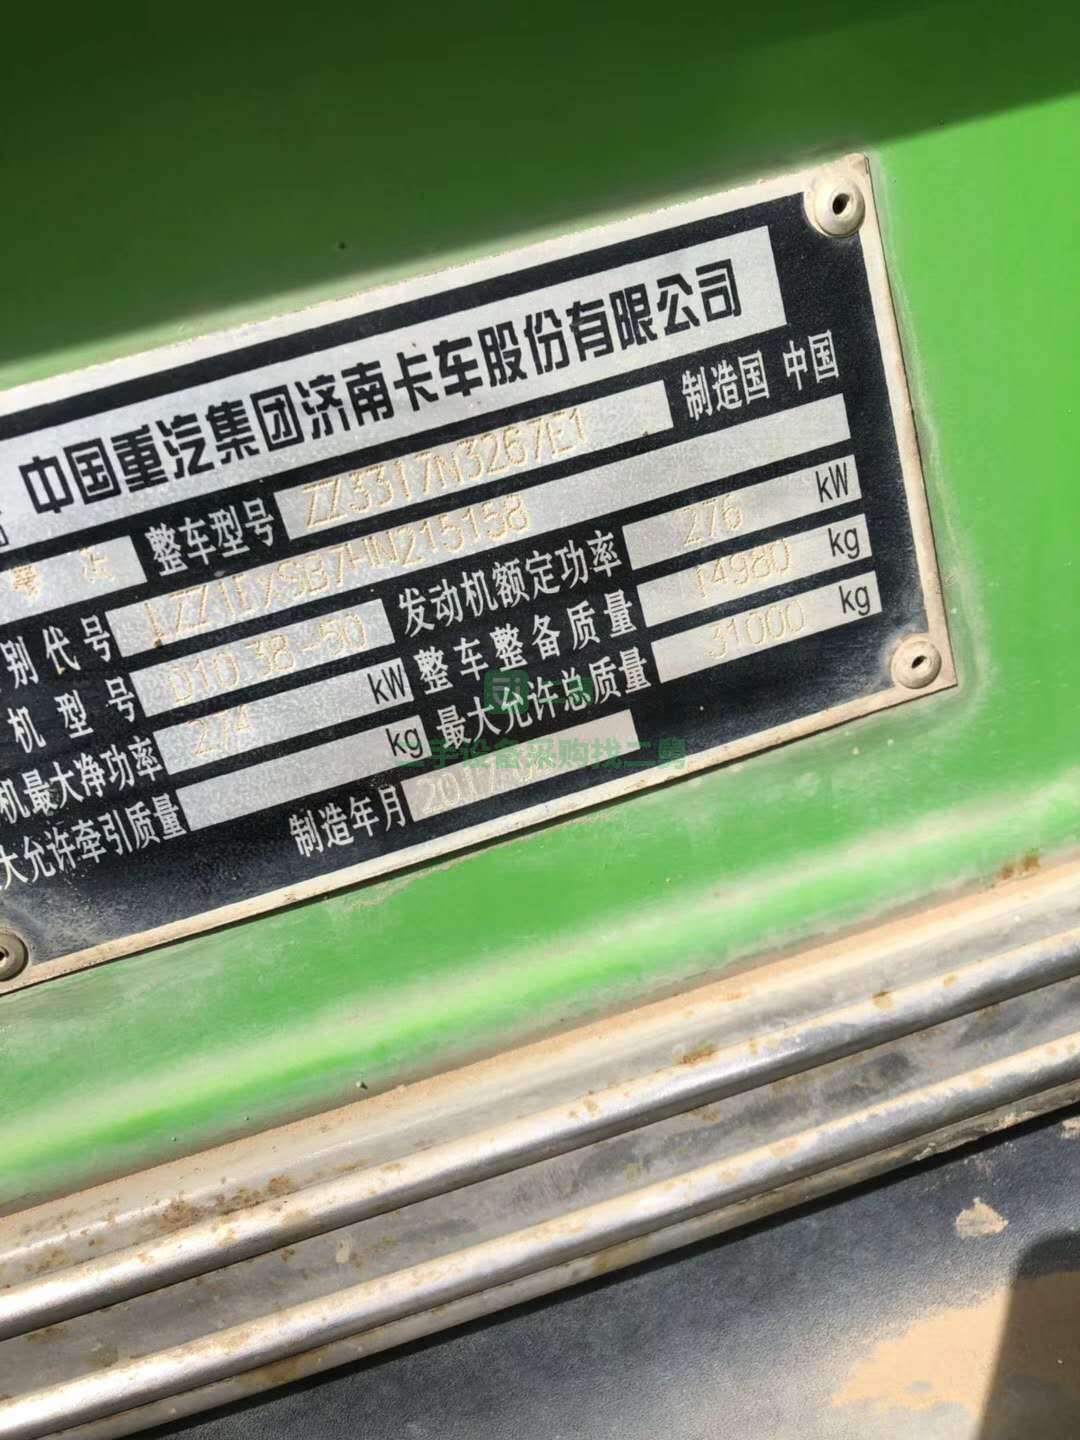 中国重汽集团济南卡车股份有限公司
整车型号 ZZ3317N3267E1 制造国 中国
别代号 LZZ1EXSB7HN215158
机型号 D10.38-50 发动机额定功率 276 kW
机最大净功率 274 kW 整车整备质量 14980 kg
大允许牵引质量 kg 最大允许总质量 31000 kg
制造年月 2017
二手设备采购找二勇